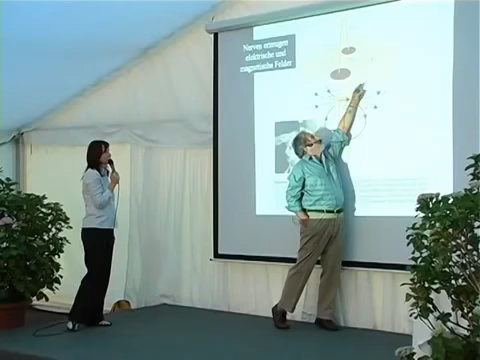 Nerven erzeugen
elektrische und
magnetische Felder